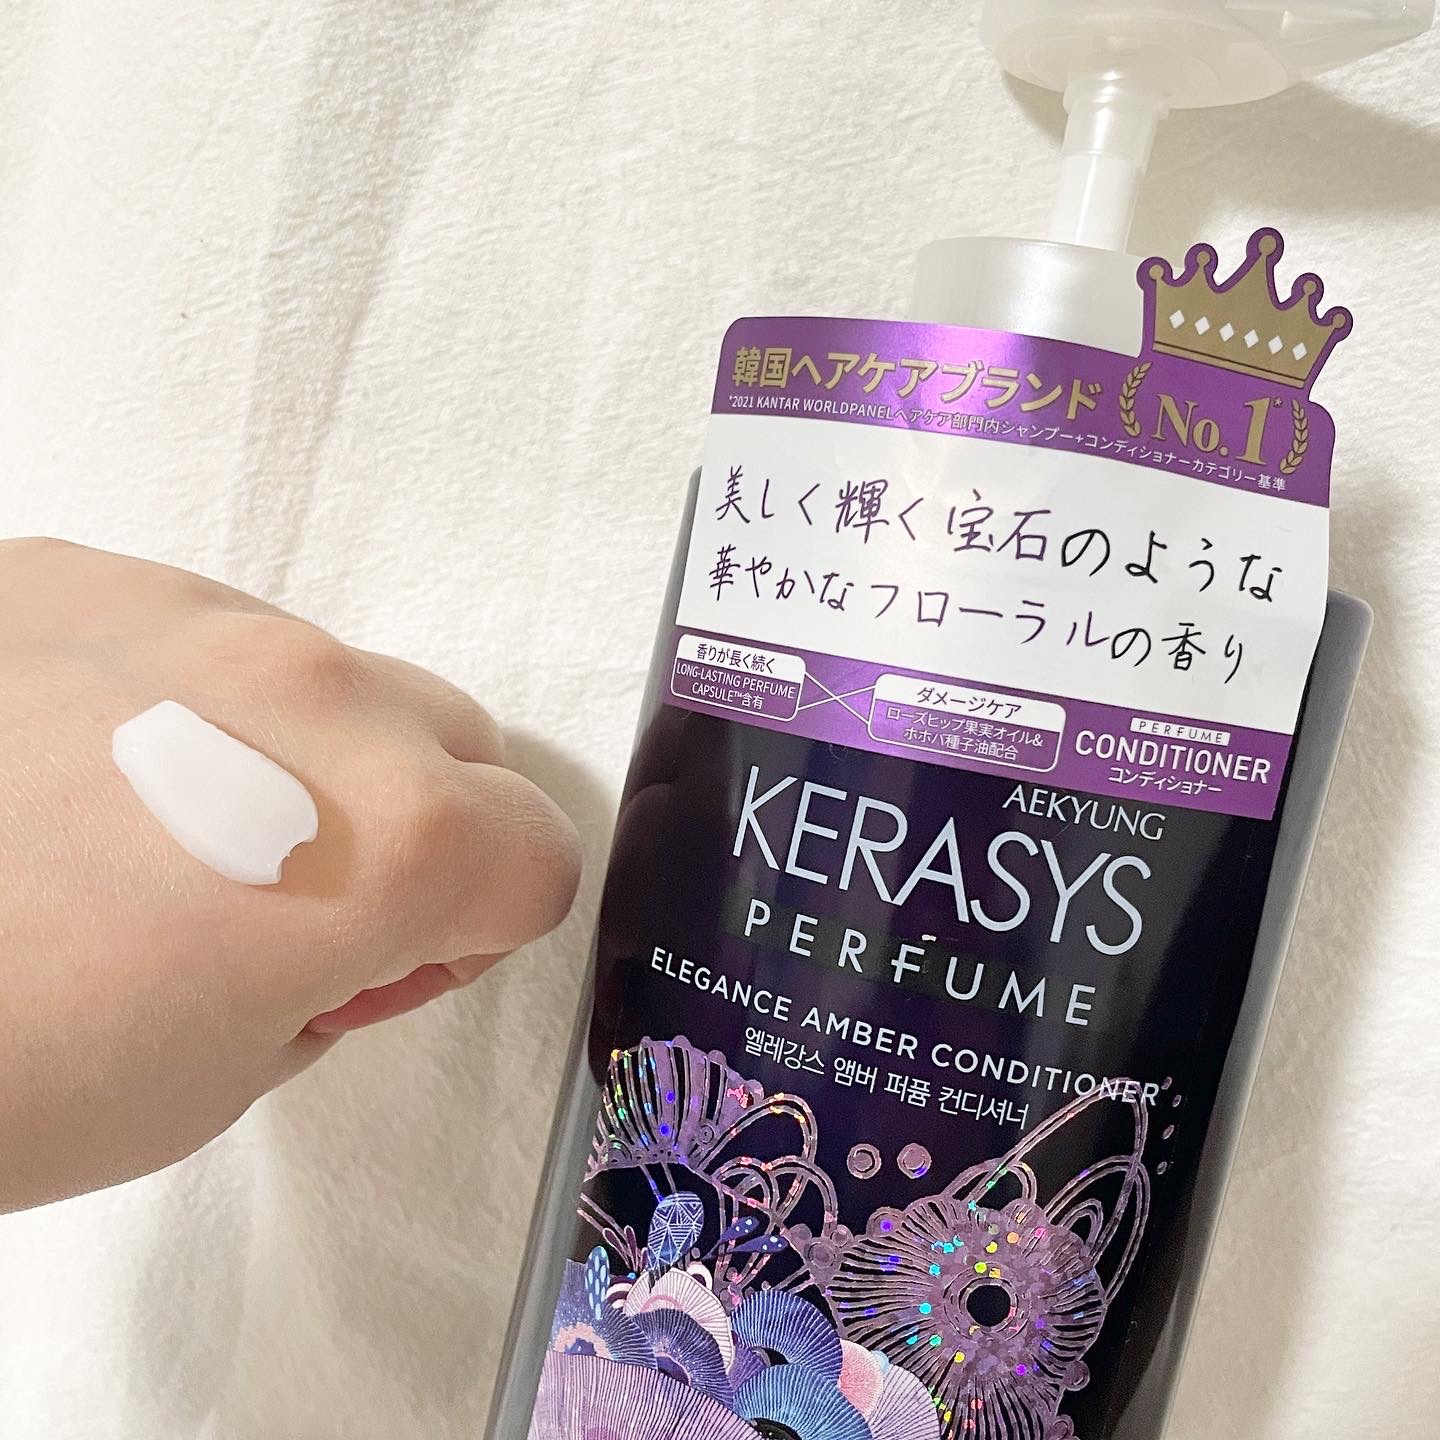 韓国ヘアケアブランド
No.1*
*2021 KANTAR WORLDPANELヘアケア部門内シャンプー+コンディショナーカテゴリー基準
美しく輝く宝石のような
華やかなフローラルの香り
香りが長く続く
LONG-LASTING PERFUME
CAPSULE™含有
ダメージケア
ローズヒップ果実オイル&
ホホバ種子油配合
PERFUME
CONDITIONER
コンディショナー
AEKYUNG
KERASYS
PERFUME
ELEGANCE AMBER CONDITIONER
엘레강스 앰버 퍼퓸 컨디셔너